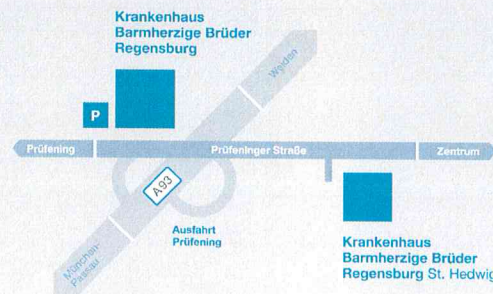 Krankenhaus
Barmherzige Brüder
Regensburg
Weiden
P
Prüfening
Prüfeninger Straße
Zentrum
A 93
Ausfahrt
Prüfening
München-
Passau
Krankenhaus
Barmherzige Brüder
Regensburg St. Hedwig